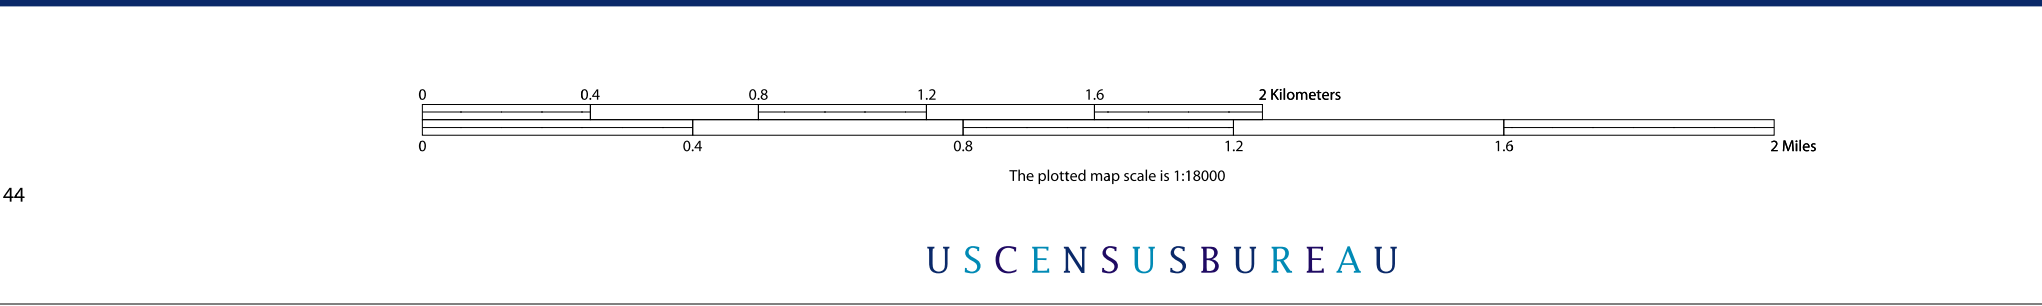 0 0.4 0.8 1.2 1.6 2 Kilometers
0 0.4 0.8 1.2 1.6 2 Miles
The plotted map scale is 1:18000
44
USCENSUSBUREAU